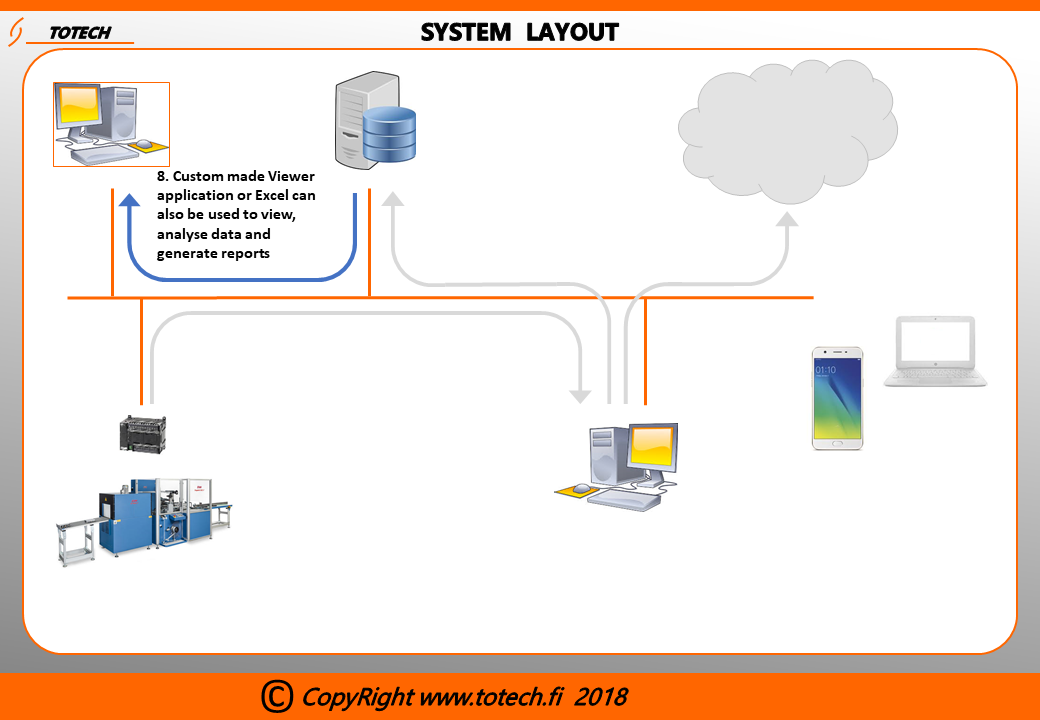 TOTECH
SYSTEM LAYOUT
8. Custom made Viewer
application or Excel can
also be used to view,
analyse data and
generate reports
01:10
© CopyRight www.totech.fi 2018